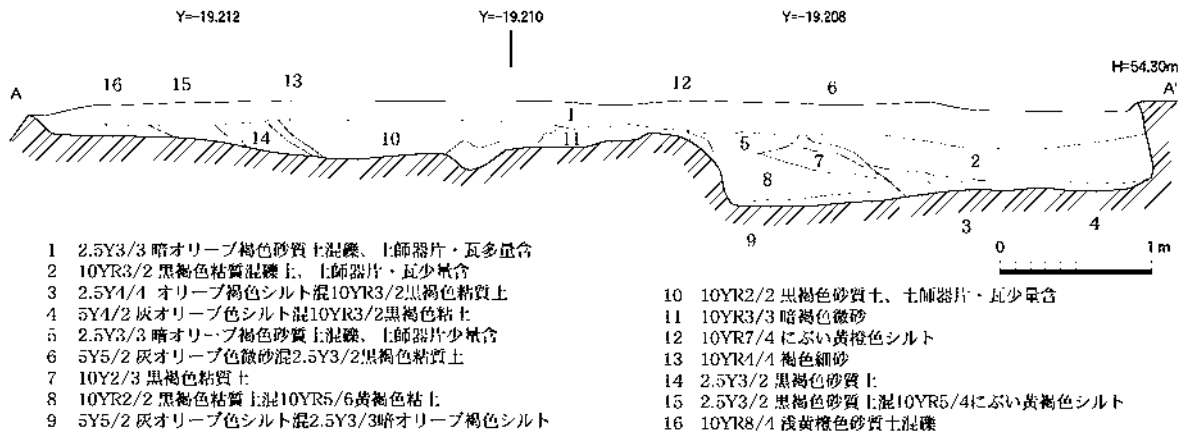 Y=-19.212 Y=-19.210 Y=-19.208
H=54.30m
A 16 15 13 12 6 A'
1
14 10 11 5 7 2
8
9 3 4
0 1m
1 2.5Y3/3 暗オリーブ褐色砂質土混礫、土師器片・瓦多量含
2 10YR3/2 黒褐色粘質混礫土、土師器片・瓦少量含
3 2.5Y4/4 オリーブ褐色シルト混10YR3/2黒褐色粘質土
4 5Y4/2 灰オリーブ色シルト混10YR3/2黒褐色粘土
5 2.5Y3/3 暗オリーブ褐色砂質土混礫、土師器片少量含
6 5Y5/2 灰オリーブ色微砂混2.5Y3/2黒褐色粘質土
7 10Y2/3 黒褐色粘質土
8 10YR2/2 黒褐色粘質土混10YR5/6黄褐色粘土
9 5Y5/2 灰オリーブ色シルト混2.5Y3/3暗オリーブ褐色シルト
10 10YR2/2 黒褐色砂質土、土師器片・瓦少量含
11 10YR3/3 暗褐色微砂
12 10YR7/4 にぶい黄橙色シルト
13 10YR4/4 褐色細砂
14 2.5Y3/2 黒褐色砂質土
15 2.5Y3/2 黒褐色砂質土混10YR5/4にぶい黄褐色シルト
16 10YR8/4 浅黄橙色砂質土混礫